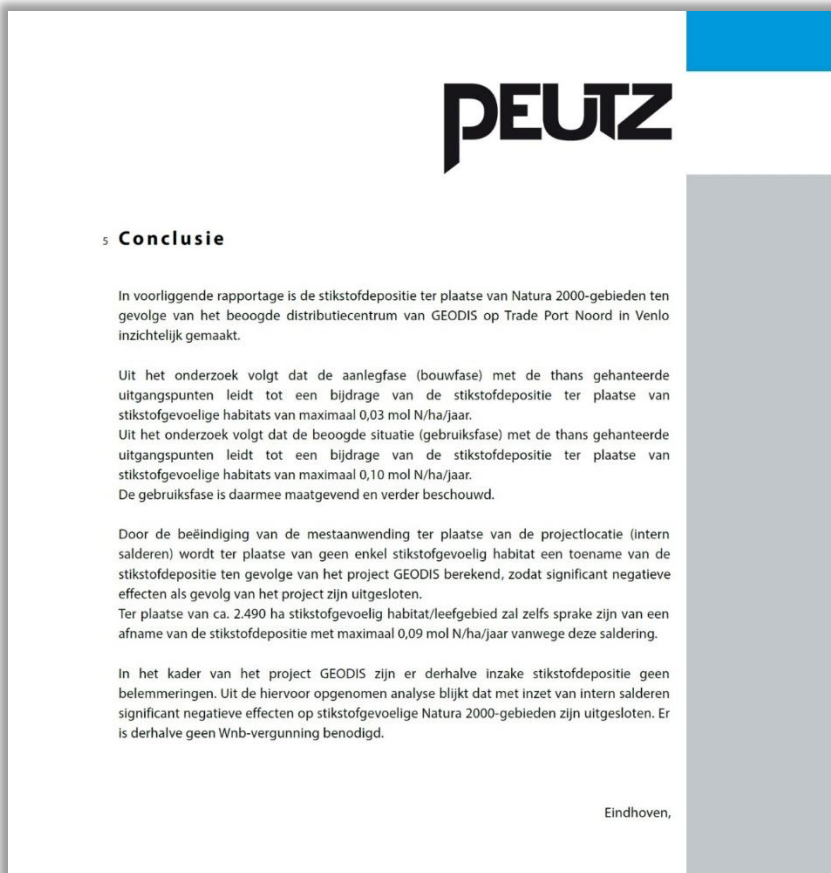 PEUTZ
5 Conclusie
In voorliggende rapportage is de stikstofdepositie ter plaatse van Natura 2000-gebieden ten
gevolge van het beoogde distributiecentrum van GEODIS op Trade Port Noord in Venlo
inzichtelijk gemaakt.
Uit het onderzoek volgt dat de aanlegfase (bouwfase) met de thans gehanteerde
uitgangspunten leidt tot een bijdrage van de stikstofdepositie ter plaatse van
stikstofgevoelige habitats van maximaal 0,03 mol N/ha/jaar.
Uit het onderzoek volgt dat de beoogde situatie (gebruiksfase) met de thans gehanteerde
uitgangspunten leidt tot een bijdrage van de stikstofdepositie ter plaatse van
stikstofgevoelige habitats van maximaal 0,10 mol N/ha/jaar.
De gebruiksfase is daarmee maatgevend en verder beschouwd.
Door de beëindiging van de mestaanwending ter plaatse van de projectlocatie (intern
salderen) wordt ter plaatse van geen enkel stikstofgevoelig habitat een toename van de
stikstofdepositie ten gevolge van het project GEODIS berekend, zodat significant negatieve
effecten als gevolg van het project zijn uitgesloten.
Ter plaatse van ca. 2.490 ha stikstofgevoelig habitat/leefgebied zal zelfs sprake zijn van een
afname van de stikstofdepositie met maximaal 0,09 mol N/ha/jaar vanwege deze saldering.
In het kader van het project GEODIS zijn er derhalve inzake stikstofdepositie geen
belemmeringen. Uit de hiervoor opgenomen analyse blijkt dat met inzet van intern salderen
significant negatieve effecten op stikstofgevoelige Natura 2000-gebieden zijn uitgesloten. Er
is derhalve geen Wnb-vergunning benodigd.
Eindhoven,